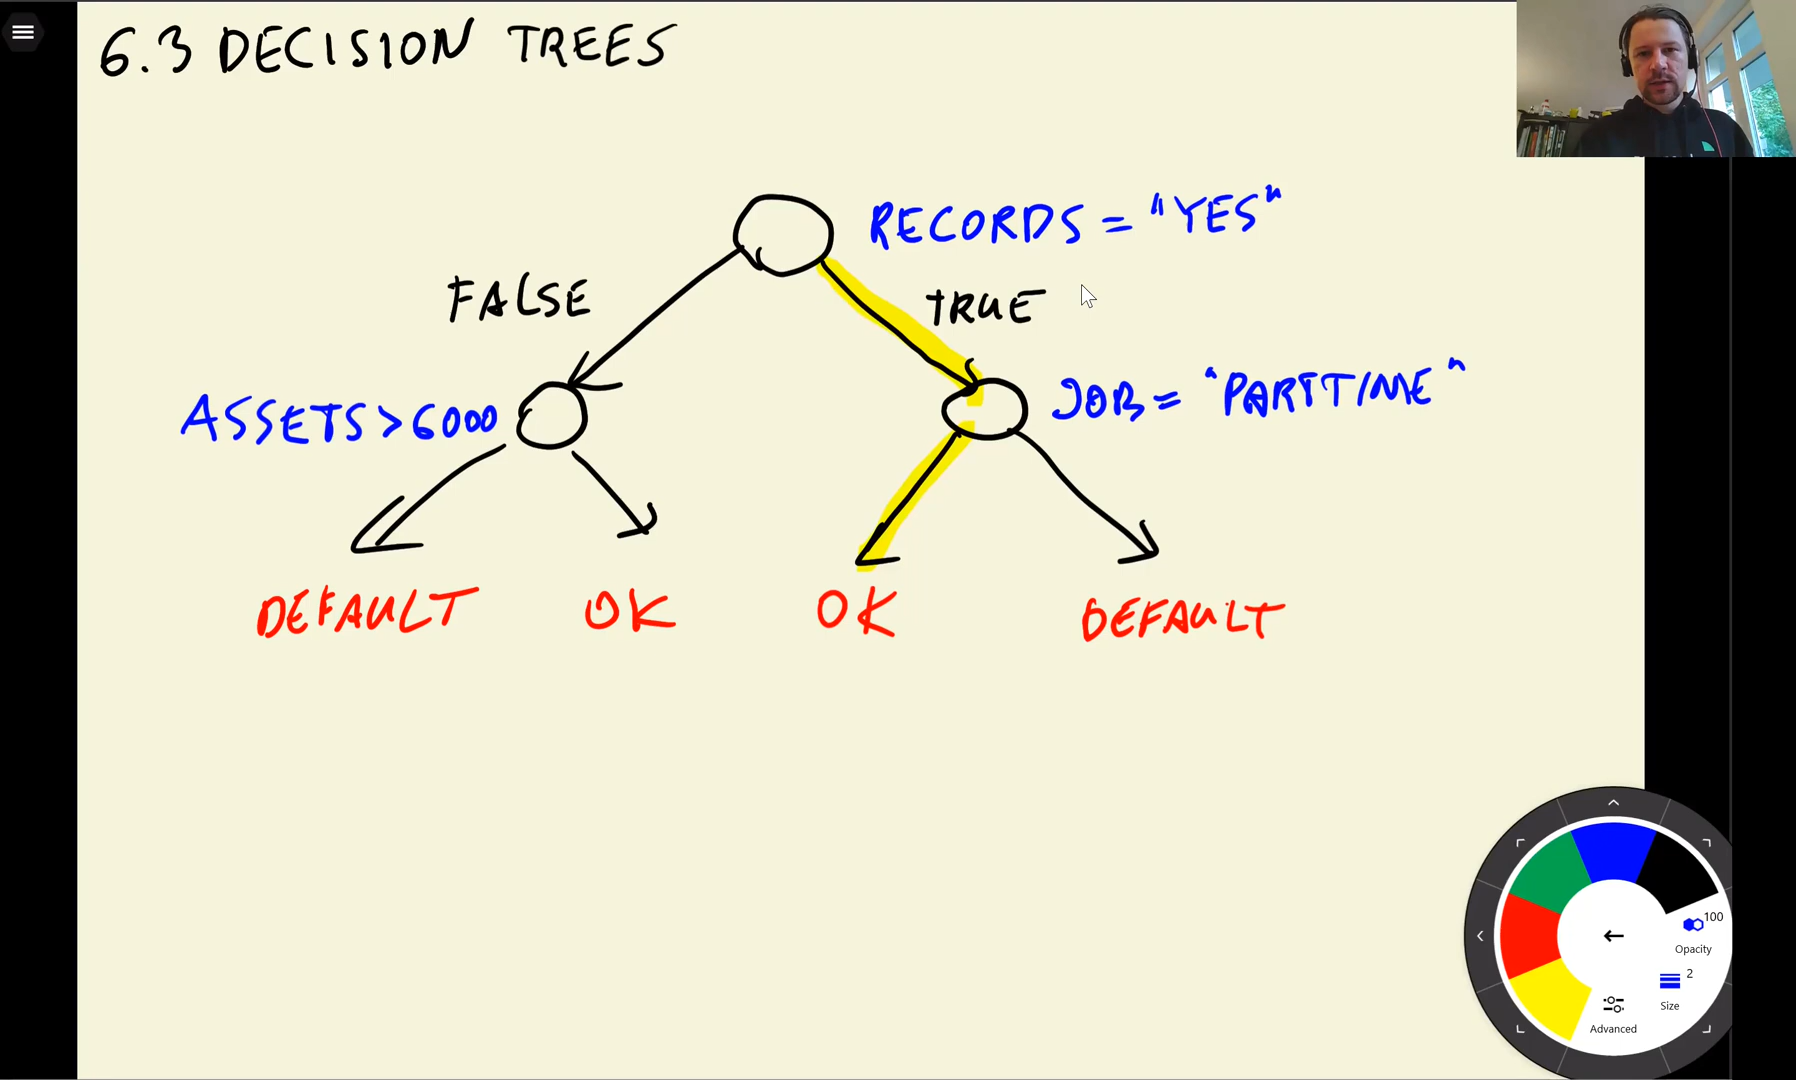 6.3 DECISION TREES
RECORDS = "YES"
FALSE
TRUE
ASSETS > 6000
JOB = "PARTTIME"
DEFAULT
OK
OK
DEFAULT
100
Opacity
2
Size
Advanced